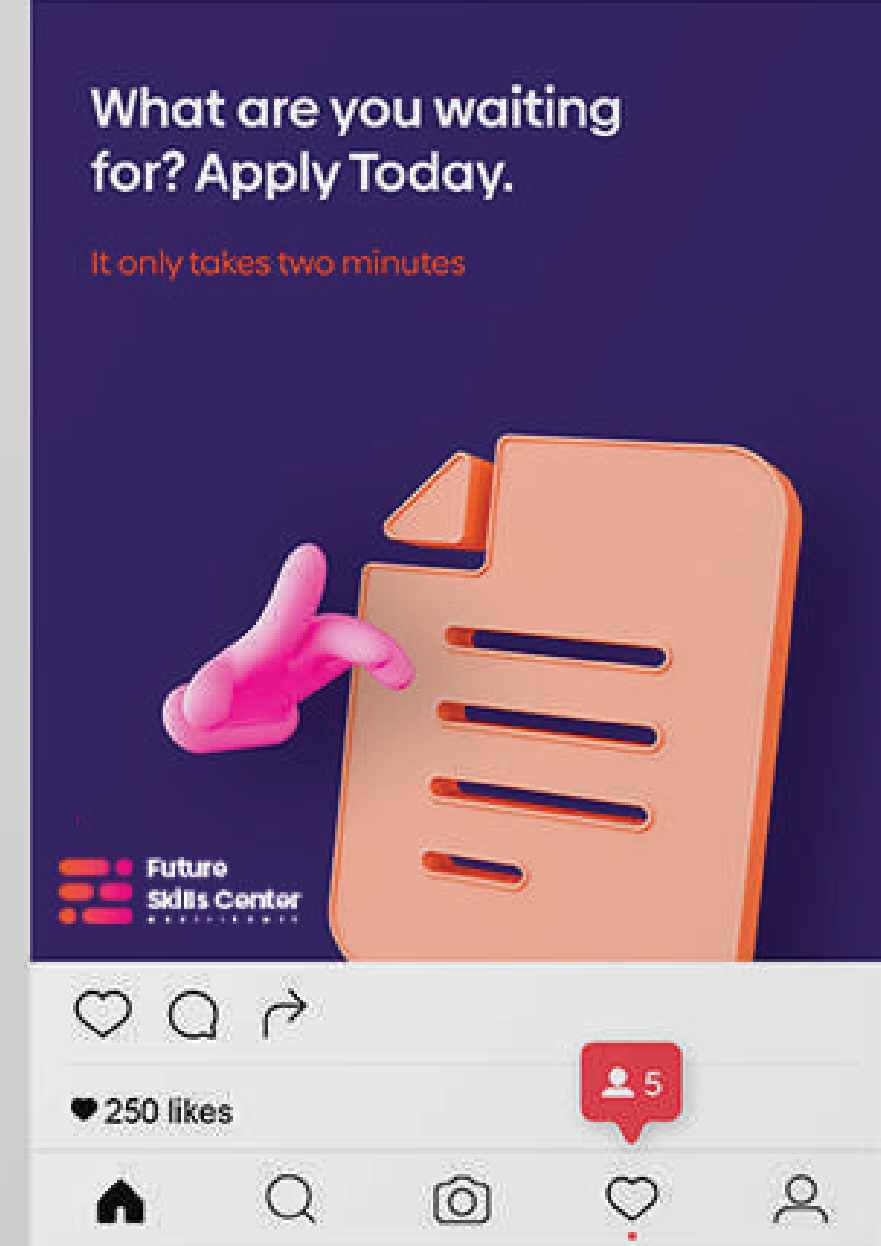 What are you waiting
for? Apply Today.
It only takes two minutes
Future
Skills Center
250 likes
5